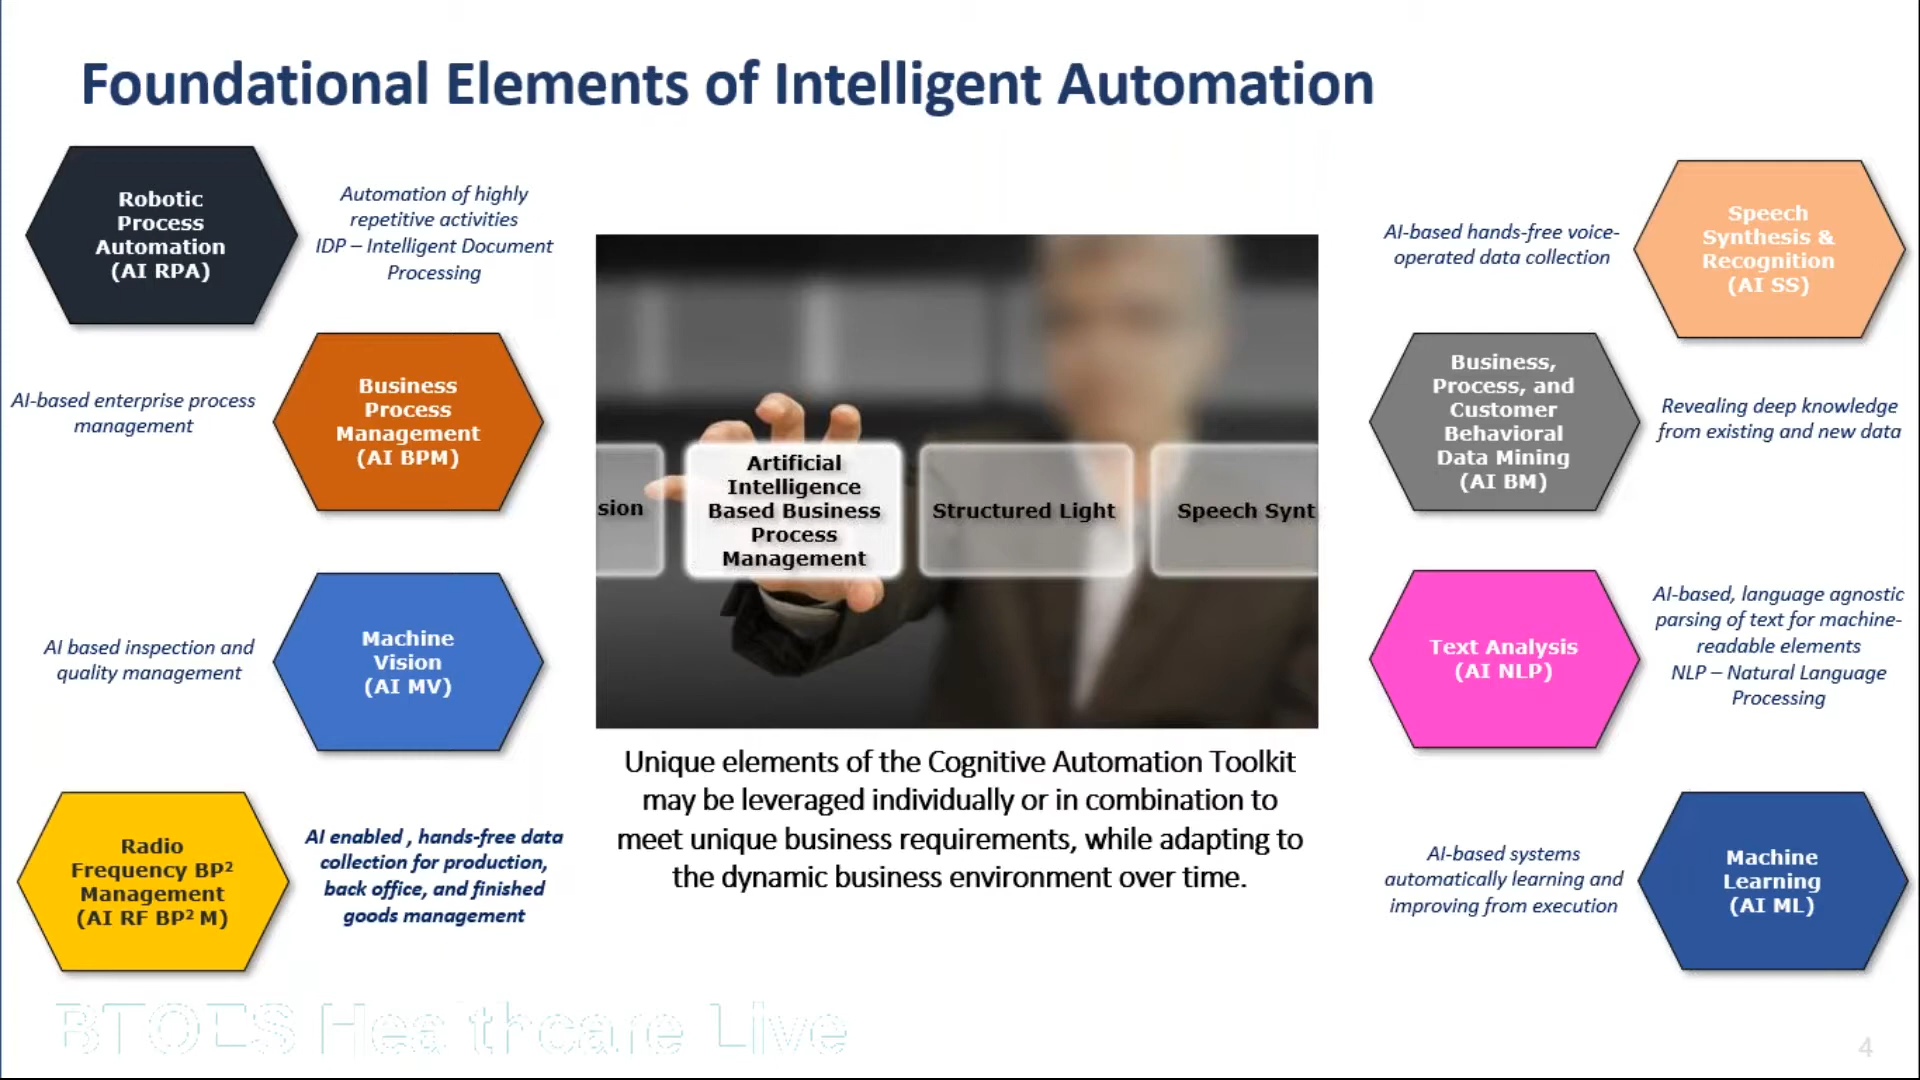 Foundational Elements of Intelligent Automation
Robotic
Process
Automation
(AI RPA)
Automation of highly
repetitive activities
IDP – Intelligent Document
Processing
AI-based enterprise process
management
Business
Process
Management
(AI BPM)
AI based inspection and
quality management
Machine
Vision
(AI MV)
Radio
Frequency BP²
Management
(AI RF BP² M)
AI enabled , hands-free data
collection for production,
back office, and finished
goods management
sion
Artificial
Intelligence
Based Business
Process
Management
Structured Light
Speech Synt
Unique elements of the Cognitive Automation Toolkit
may be leveraged individually or in combination to
meet unique business requirements, while adapting to
the dynamic business environment over time.
AI-based hands-free voice-
operated data collection
Speech
Synthesis &
Recognition
(AI SS)
Business,
Process, and
Customer
Behavioral
Data Mining
(AI BM)
Revealing deep knowledge
from existing and new data
Text Analysis
(AI NLP)
AI-based, language agnostic
parsing of text for machine-
readable elements
NLP – Natural Language
Processing
AI-based systems
automatically learning and
improving from execution
Machine
Learning
(AI ML)
BTOES Healthcare Live
4